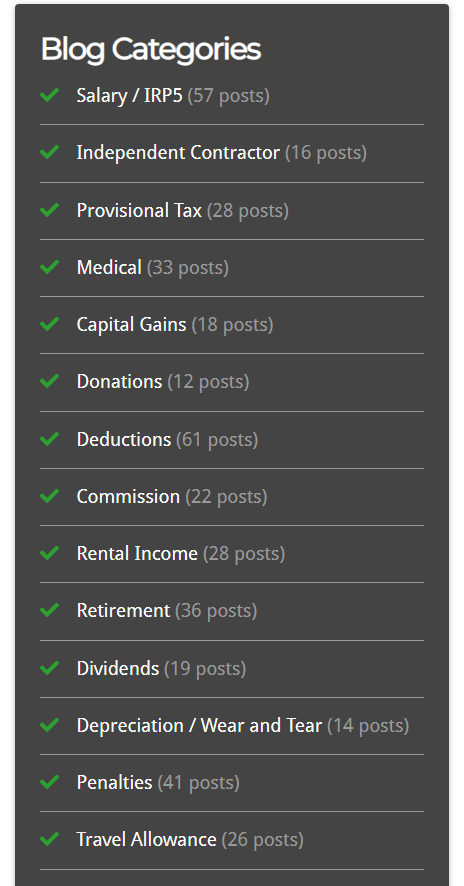 Blog Categories
Salary / IRP5 (57 posts)
Independent Contractor (16 posts)
Provisional Tax (28 posts)
Medical (33 posts)
Capital Gains (18 posts)
Donations (12 posts)
Deductions (61 posts)
Commission (22 posts)
Rental Income (28 posts)
Retirement (36 posts)
Dividends (19 posts)
Depreciation / Wear and Tear (14 posts)
Penalties (41 posts)
Travel Allowance (26 posts)